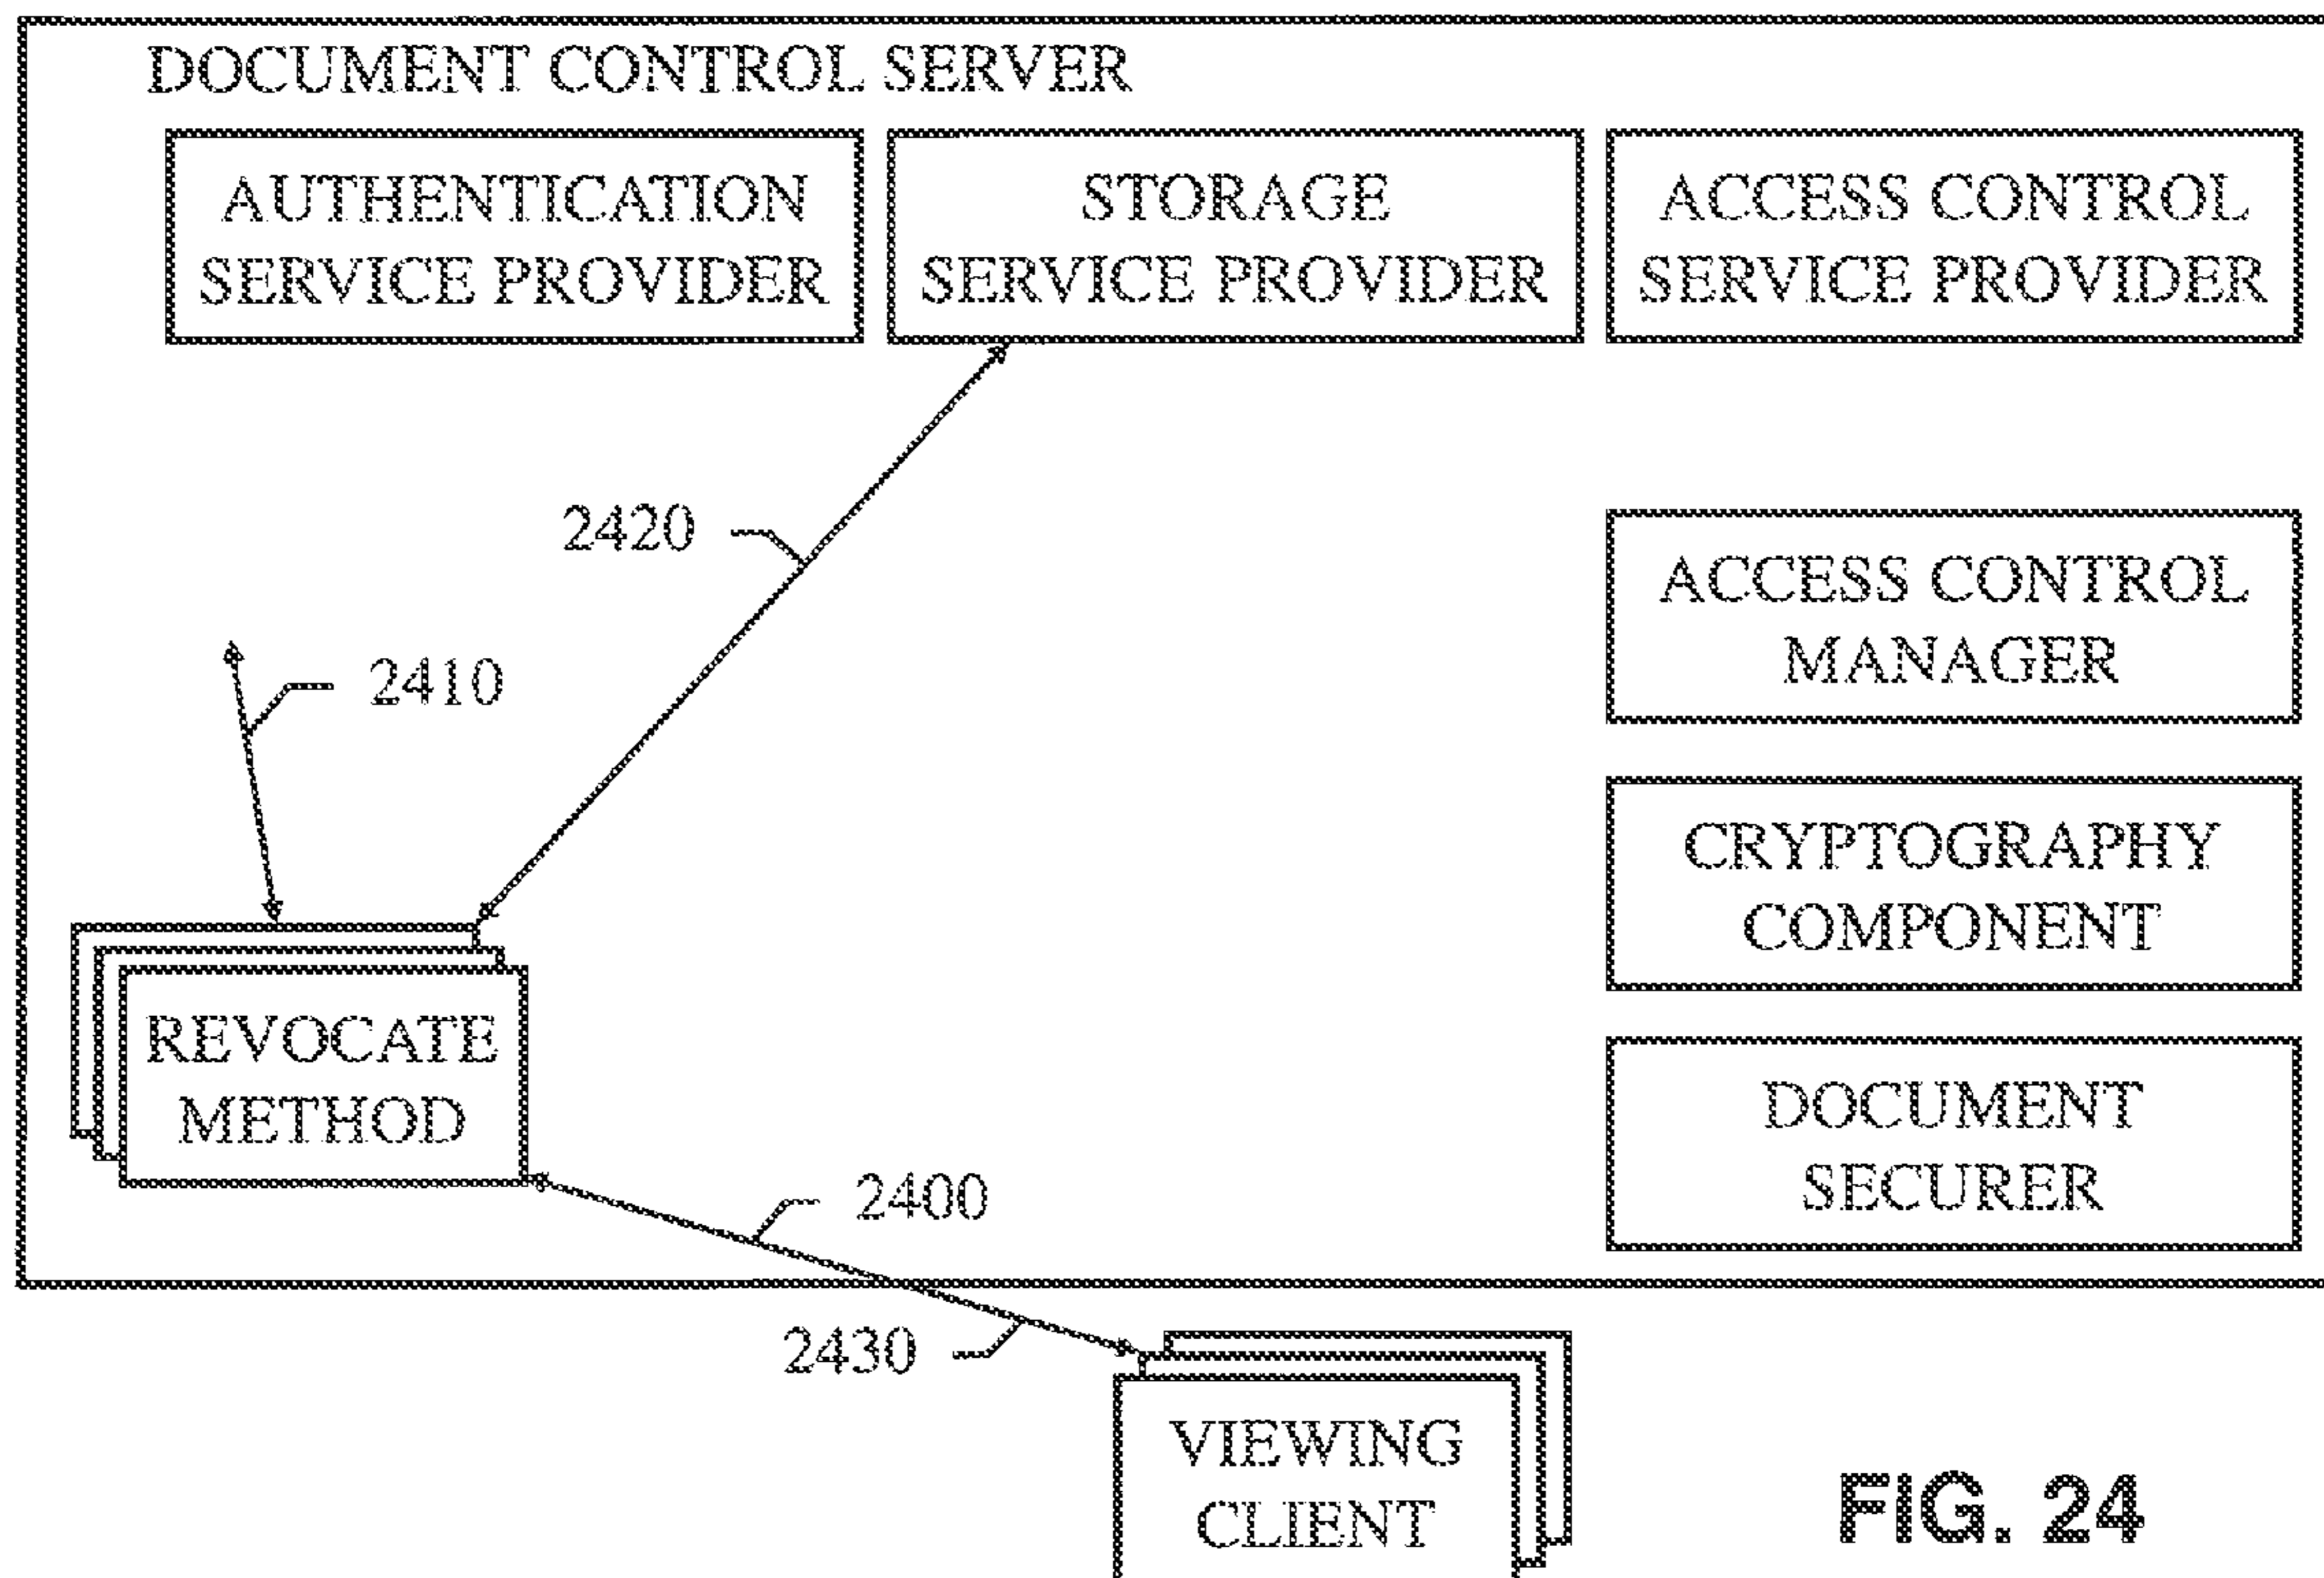 DOCUMENT CONTROL SERVER
AUTHENTICATION
SERVICE PROVIDER
STORAGE
SERVICE PROVIDER
ACCESS CONTROL
SERVICE PROVIDER
2420
ACCESS CONTROL
MANAGER
2410
CRYPTOGRAPHY
COMPONENT
REVOCATE
METHOD
DOCUMENT
SECURER
2400
2430
VIEWING
CLIENT
FIG. 24